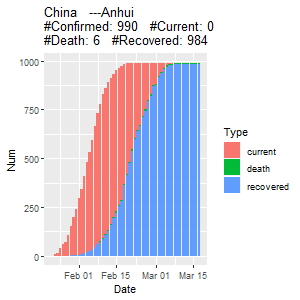 China ---Anhui
#Confirmed: 990 #Current: 0
#Death: 6 #Recovered: 984
1000
750
500
250
0
Num
Feb 01 Feb 15 Mar 01 Mar 15
Date
Type
current
death
recovered